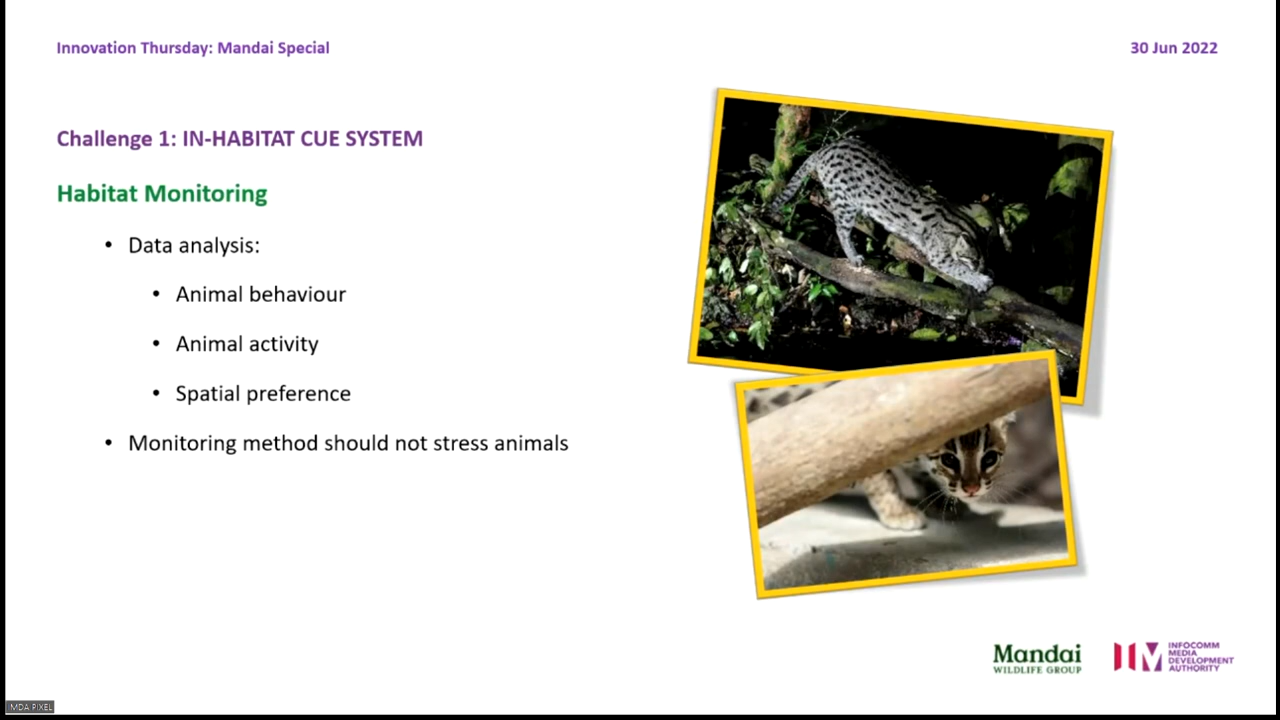 Innovation Thursday: Mandai Special
30 Jun 2022
Challenge 1: IN-HABITAT CUE SYSTEM
Habitat Monitoring
• Data analysis:
• Animal behaviour
• Animal activity
• Spatial preference
• Monitoring method should not stress animals
Mandai
WILDLIFE GROUP
INFOCOMM
MEDIA
DEVELOPMENT
AUTHORITY
IMDA PIXEL